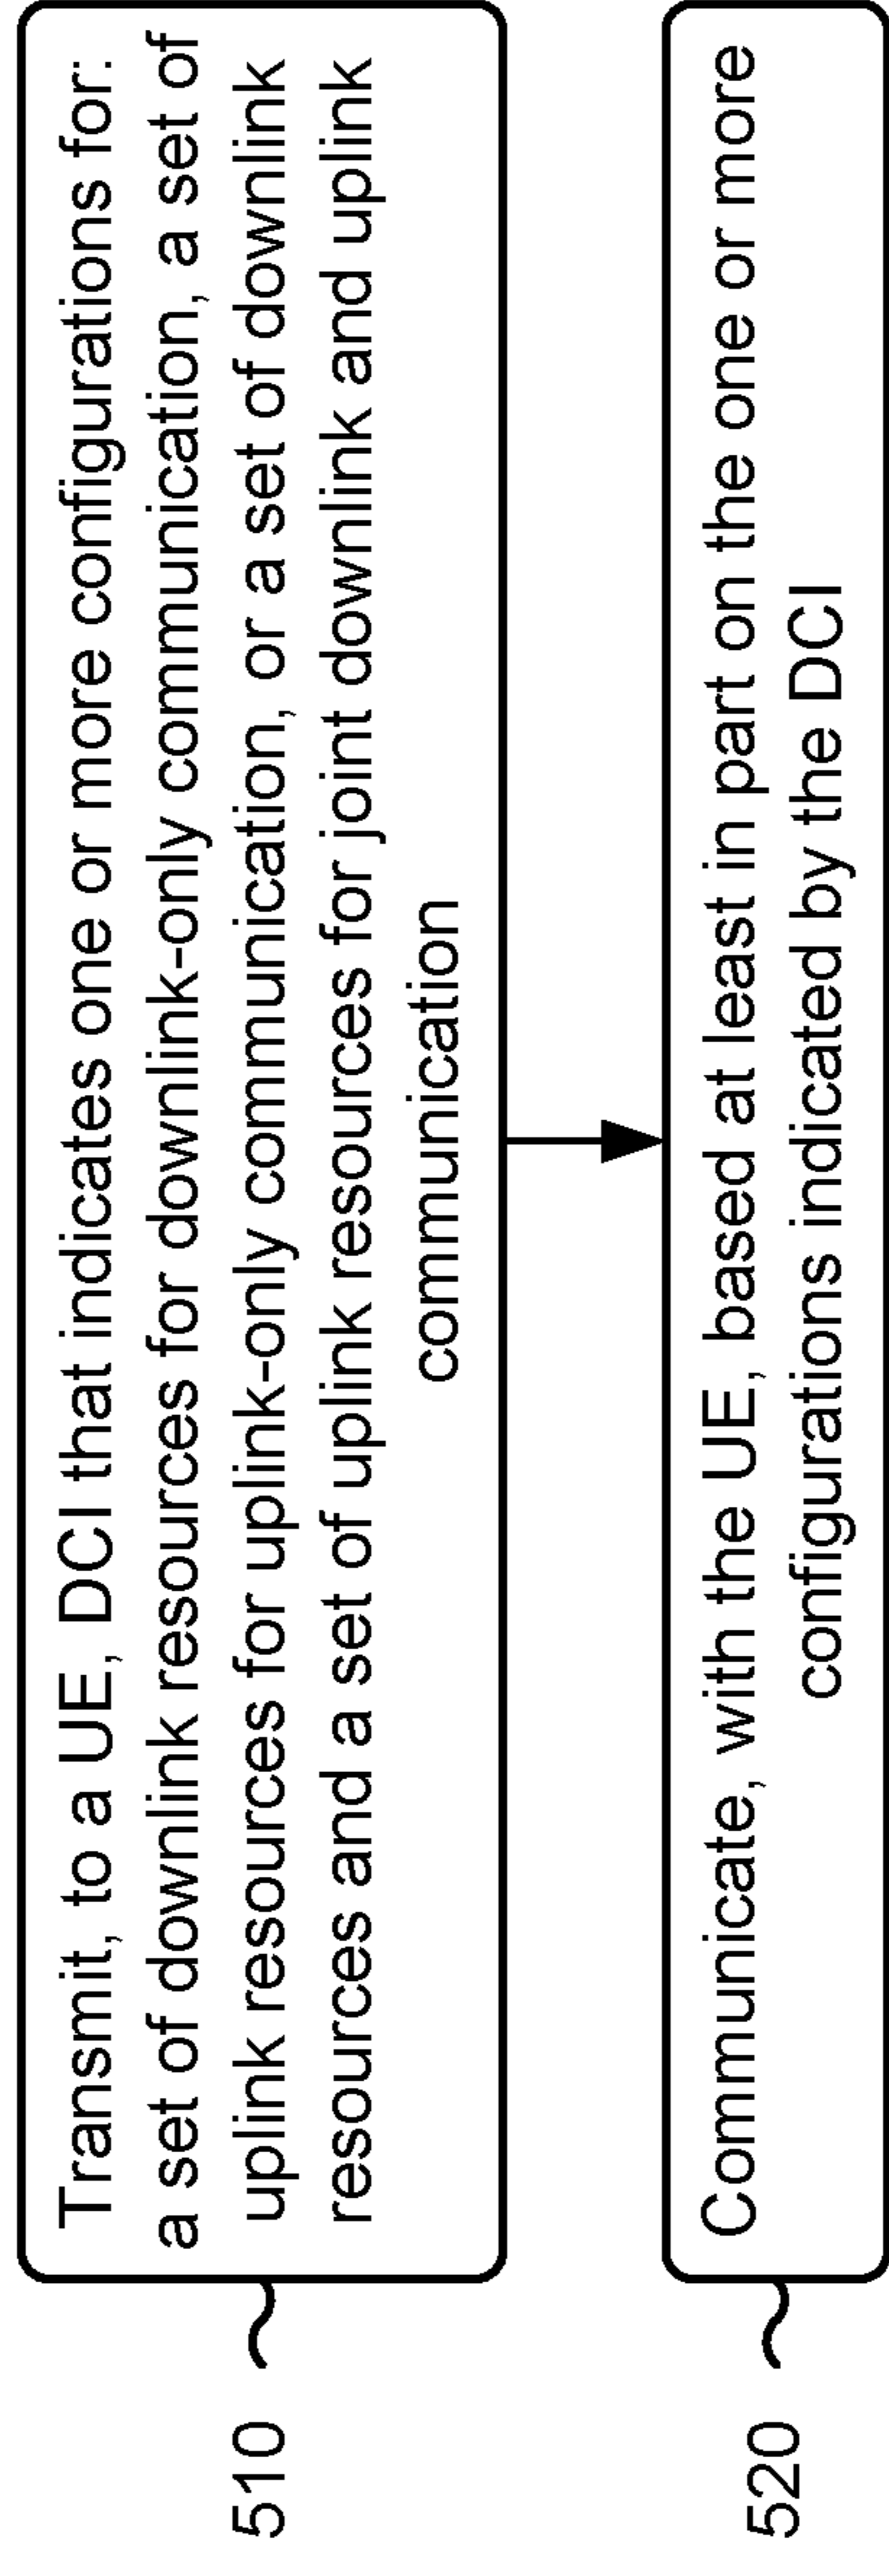 510
Transmit, to a UE, DCI that indicates one or more configurations for:
a set of downlink resources for downlink-only communication, a set of
uplink resources for uplink-only communication, or a set of downlink
resources and a set of uplink resources for joint downlink and uplink
communication
520
Communicate, with the UE, based at least in part on the one or more
configurations indicated by the DCI